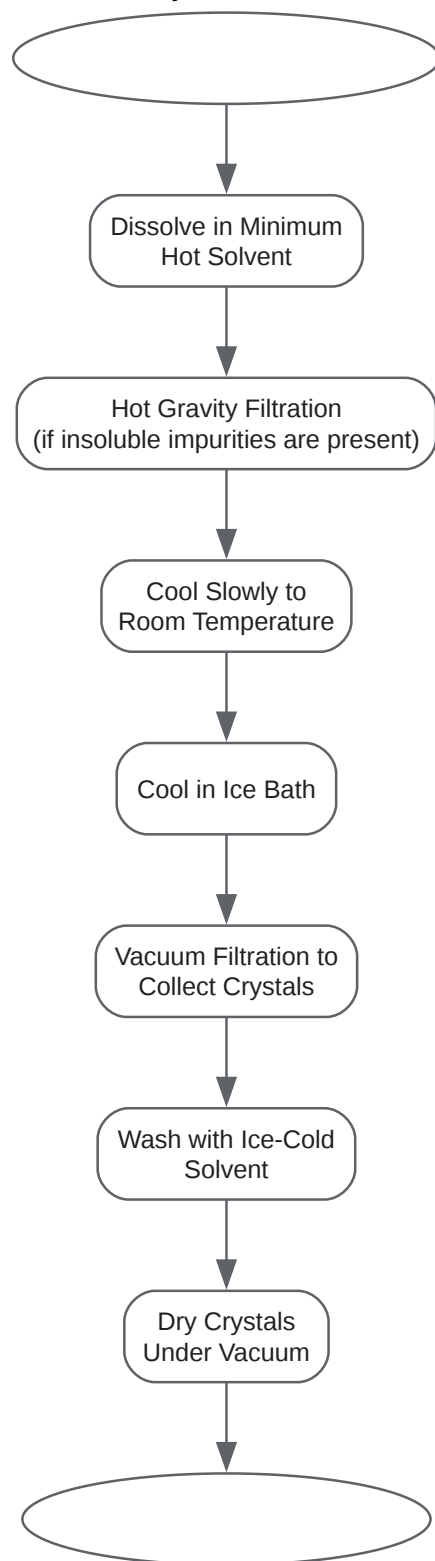 Dissolve in Minimum
Hot Solvent
Hot Gravity Filtration
(if insoluble impurities are present)
Cool Slowly to
Room Temperature
Cool in Ice Bath
Vacuum Filtration to
Collect Crystals
Wash with Ice-Cold
Solvent
Dry Crystals
Under Vacuum